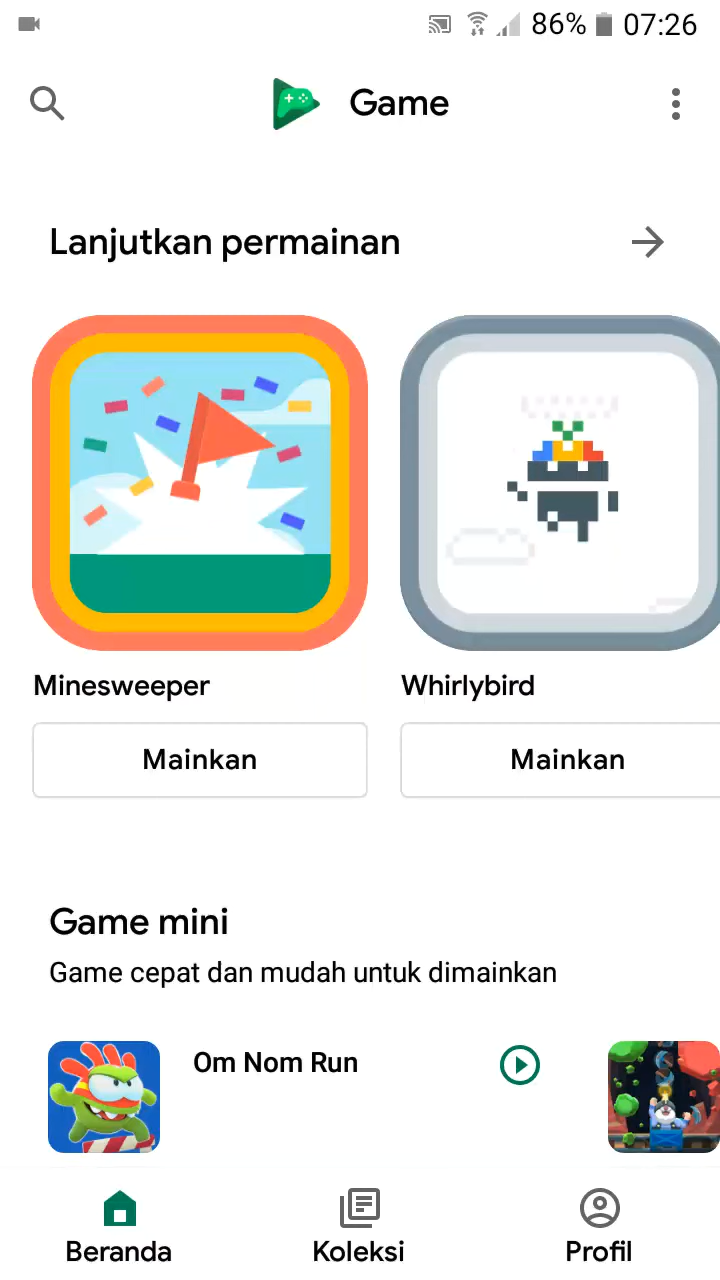 86% 07:26
Game
Lanjutkan permainan
Minesweeper
Whirlybird
Mainkan
Mainkan
Game mini
Game cepat dan mudah untuk dimainkan
Om Nom Run
Beranda
Koleksi
Profil